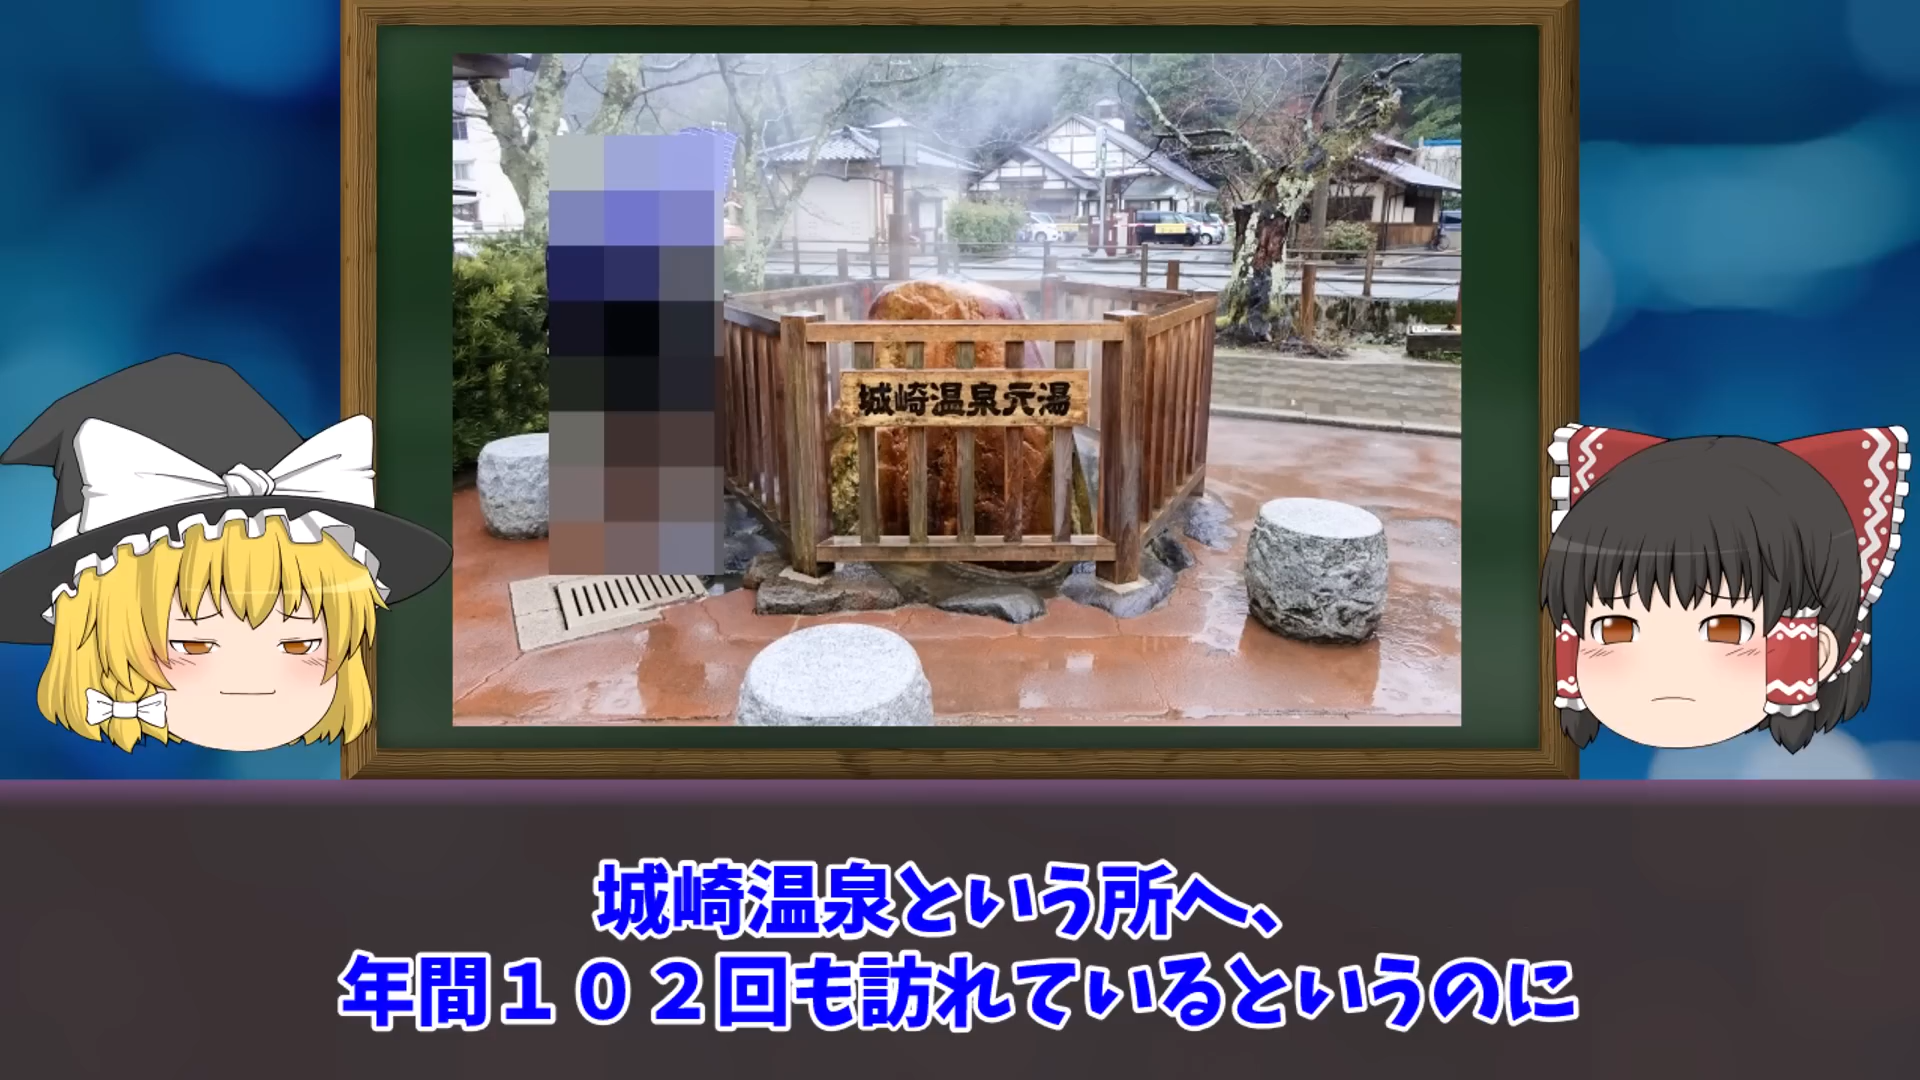 城崎温泉元湯
城崎温泉という所へ、
年間１０２回も訪れているというのに